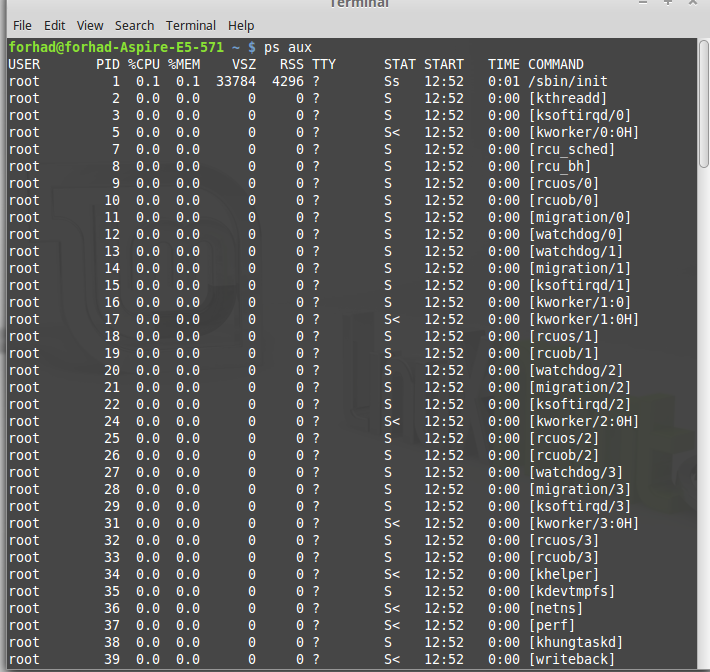 Terminal
File Edit View Search Terminal Help
forhad@forhad-Aspire-E5-571 ~ $ ps aux
USER PID %CPU %MEM VSZ RSS TTY STAT START TIME COMMAND
root 1 0.1 0.1 33784 4296 ? Ss 12:52 0:01 /sbin/init
root 2 0.0 0.0 0 0 ? S 12:52 0:00 [kthreadd]
root 3 0.0 0.0 0 0 ? S 12:52 0:00 [ksoftirqd/0]
root 5 0.0 0.0 0 0 ? S< 12:52 0:00 [kworker/0:0H]
root 7 0.0 0.0 0 0 ? S 12:52 0:00 [rcu_sched]
root 8 0.0 0.0 0 0 ? S 12:52 0:00 [rcu_bh]
root 9 0.0 0.0 0 0 ? S 12:52 0:00 [rcuos/0]
root 10 0.0 0.0 0 0 ? S 12:52 0:00 [rcuob/0]
root 11 0.0 0.0 0 0 ? S 12:52 0:00 [migration/0]
root 12 0.0 0.0 0 0 ? S 12:52 0:00 [watchdog/0]
root 13 0.0 0.0 0 0 ? S 12:52 0:00 [watchdog/1]
root 14 0.0 0.0 0 0 ? S 12:52 0:00 [migration/1]
root 15 0.0 0.0 0 0 ? S 12:52 0:00 [ksoftirqd/1]
root 16 0.0 0.0 0 0 ? S 12:52 0:00 [kworker/1:0]
root 17 0.0 0.0 0 0 ? S< 12:52 0:00 [kworker/1:0H]
root 18 0.0 0.0 0 0 ? S 12:52 0:00 [rcuos/1]
root 19 0.0 0.0 0 0 ? S 12:52 0:00 [rcuob/1]
root 20 0.0 0.0 0 0 ? S 12:52 0:00 [watchdog/2]
root 21 0.0 0.0 0 0 ? S 12:52 0:00 [migration/2]
root 22 0.0 0.0 0 0 ? S 12:52 0:00 [ksoftirqd/2]
root 24 0.0 0.0 0 0 ? S< 12:52 0:00 [kworker/2:0H]
root 25 0.0 0.0 0 0 ? S 12:52 0:00 [rcuos/2]
root 26 0.0 0.0 0 0 ? S 12:52 0:00 [rcuob/2]
root 27 0.0 0.0 0 0 ? S 12:52 0:00 [watchdog/3]
root 28 0.0 0.0 0 0 ? S 12:52 0:00 [migration/3]
root 29 0.0 0.0 0 0 ? S 12:52 0:00 [ksoftirqd/3]
root 31 0.0 0.0 0 0 ? S< 12:52 0:00 [kworker/3:0H]
root 32 0.0 0.0 0 0 ? S 12:52 0:00 [rcuos/3]
root 33 0.0 0.0 0 0 ? S 12:52 0:00 [rcuob/3]
root 34 0.0 0.0 0 0 ? S< 12:52 0:00 [khelper]
root 35 0.0 0.0 0 0 ? S 12:52 0:00 [kdevtmpfs]
root 36 0.0 0.0 0 0 ? S< 12:52 0:00 [netns]
root 37 0.0 0.0 0 0 ? S< 12:52 0:00 [perf]
root 38 0.0 0.0 0 0 ? S 12:52 0:00 [khungtaskd]
root 39 0.0 0.0 0 0 ? S< 12:52 0:00 [writeback]